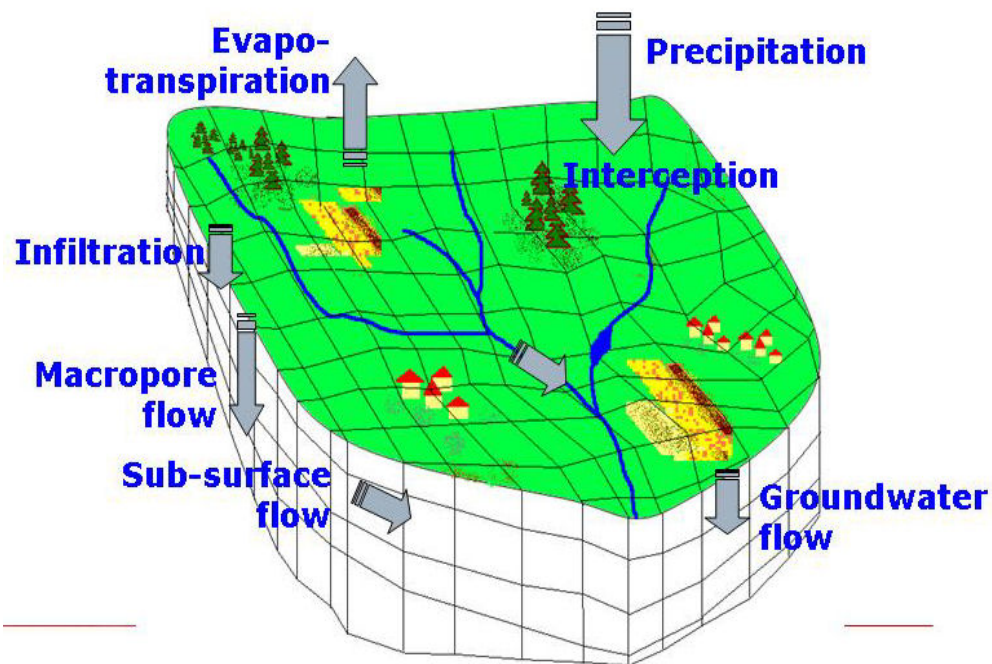 Evapo-
transpiration
Precipitation
Interception
Infiltration
Macropore
flow
Sub-surface
flow
Groundwater
flow